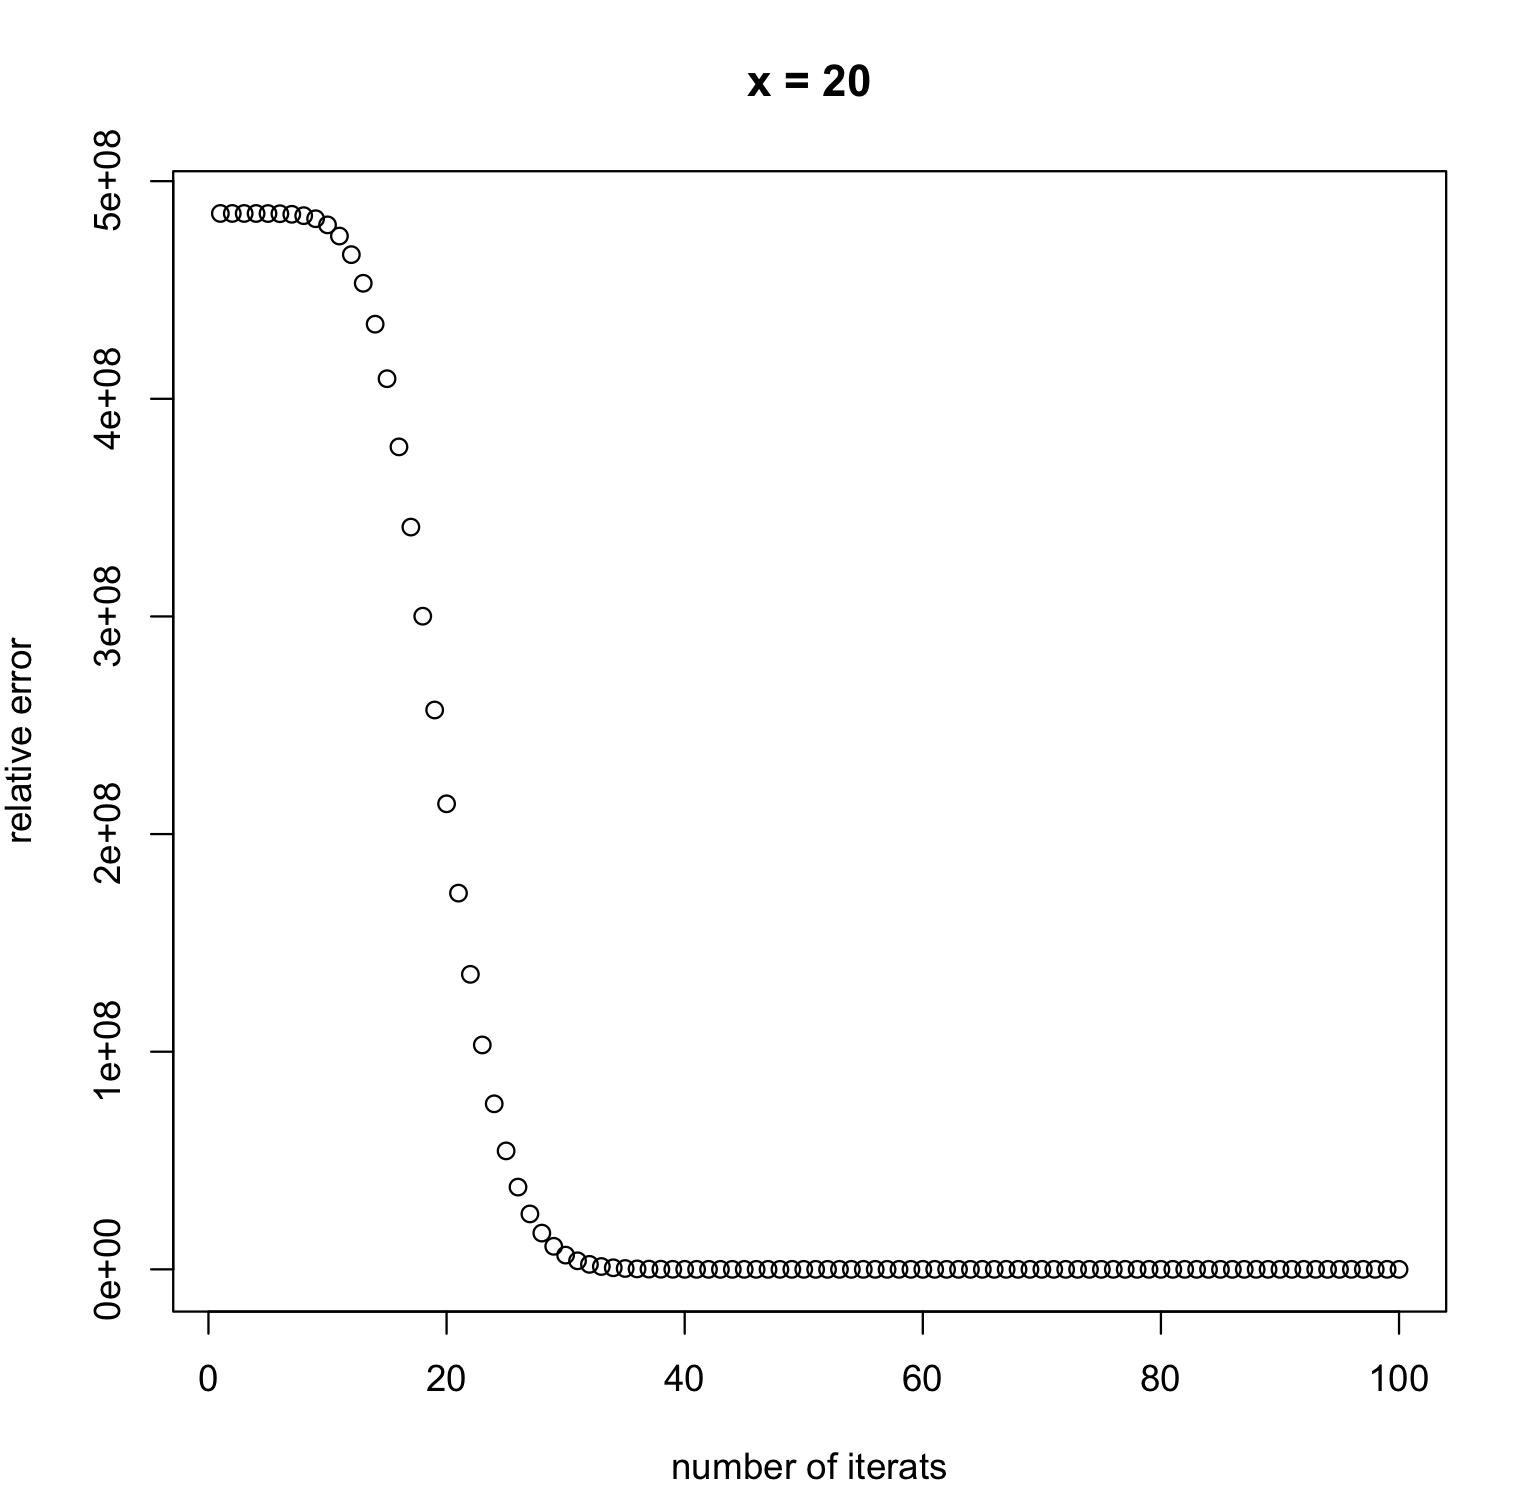 x = 20
relative error
5e+08
4e+08
3e+08
2e+08
1e+08
0e+00
0 20 40 60 80 100
number of iterats